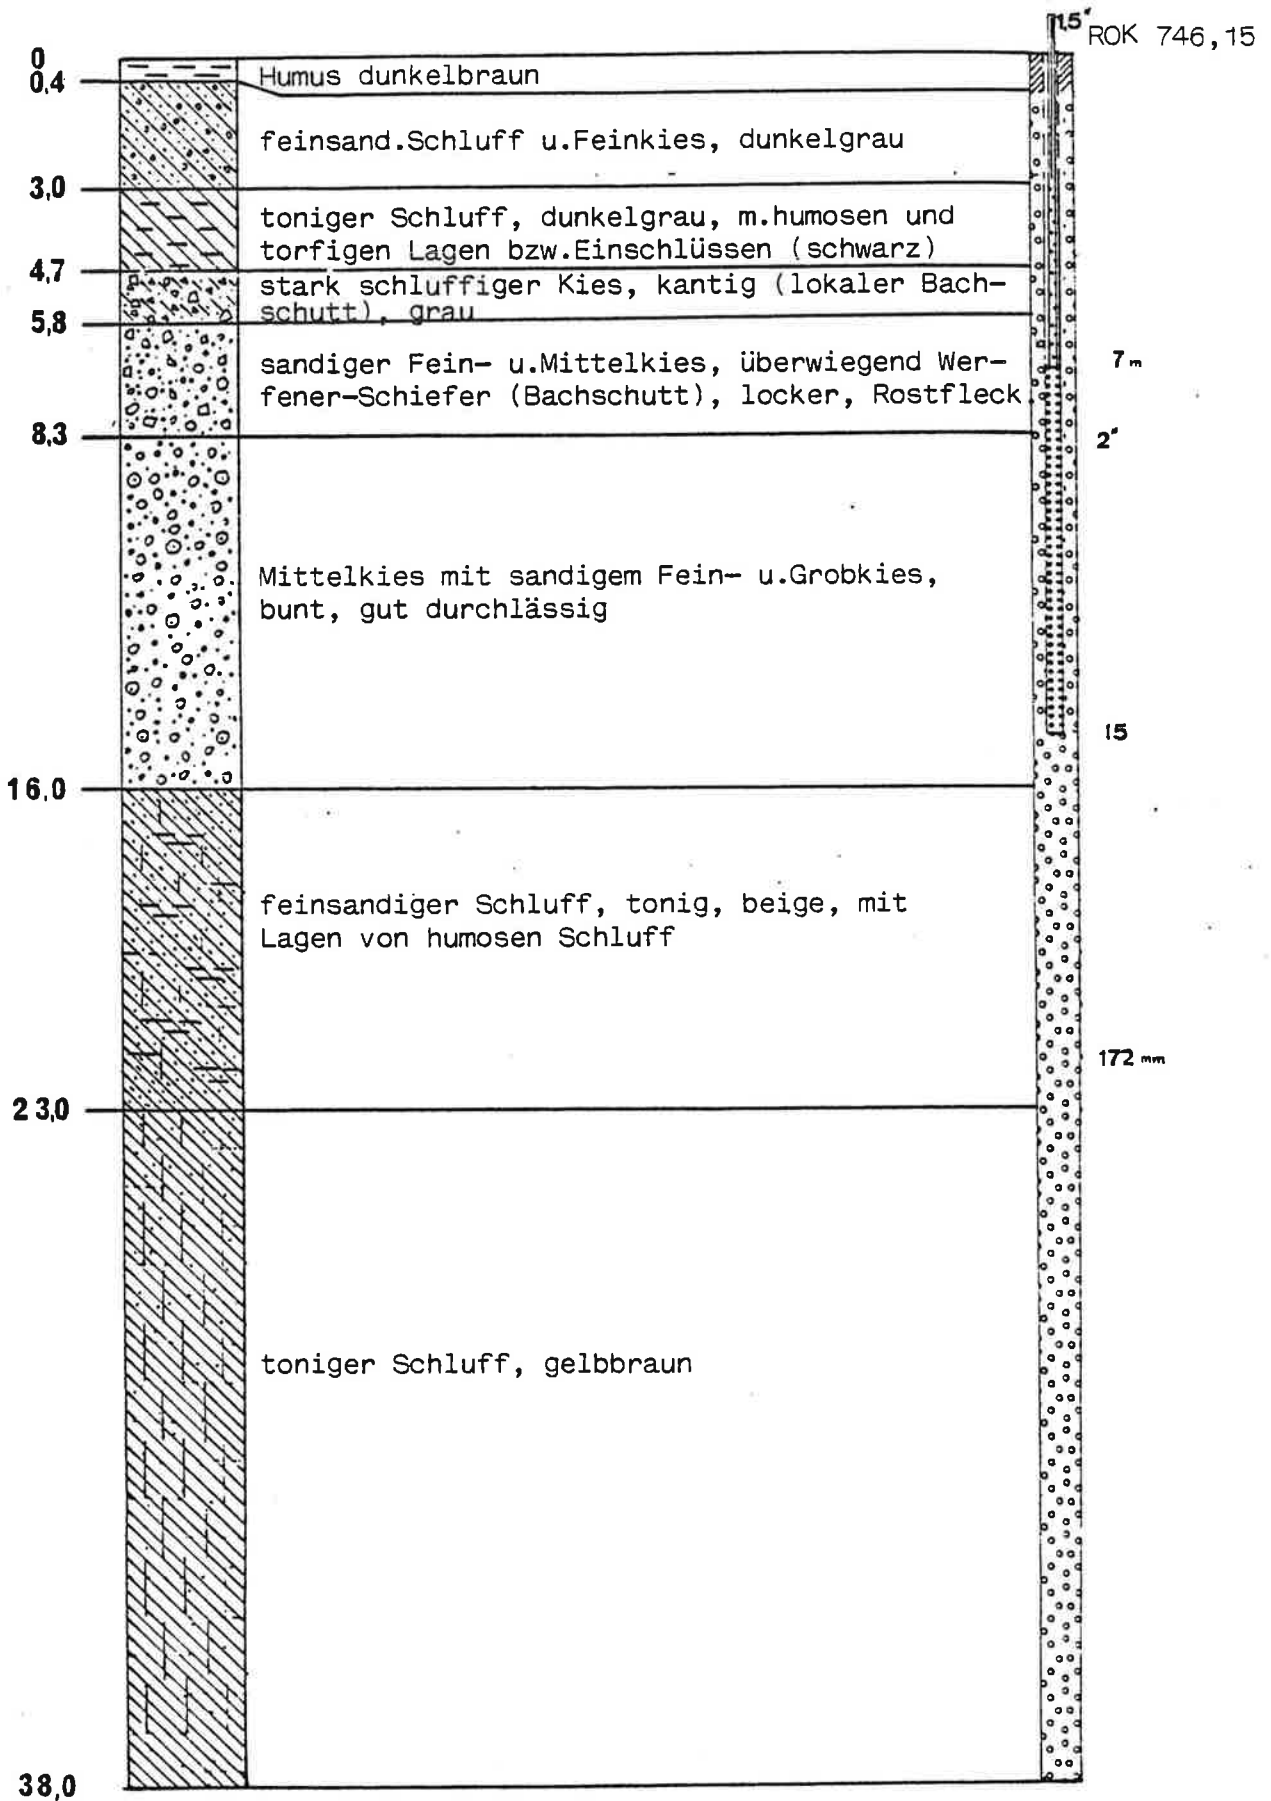 1,5"
ROK 746,15
0
0,4
Humus dunkelbraun
feinsand.Schluff u.Feinkies, dunkelgrau
3,0
toniger Schluff, dunkelgrau, m.humosen und
torfigen Lagen bzw.Einschlüssen (schwarz)
4,7
stark schluffiger Kies, kantig (lokaler Bach-
schutt), grau
5,8
sandiger Fein- u.Mittelkies, überwiegend Wer-
fener-Schiefer (Bachschutt), locker, Rostfleck
7 m
8,3
2"
Mittelkies mit sandigem Fein- u.Grobkies,
bunt, gut durchlässig
15
16,0
feinsandiger Schluff, tonig, beige, mit
Lagen von humosen Schluff
172 mm
23,0
toniger Schluff, gelbbraun
38,0